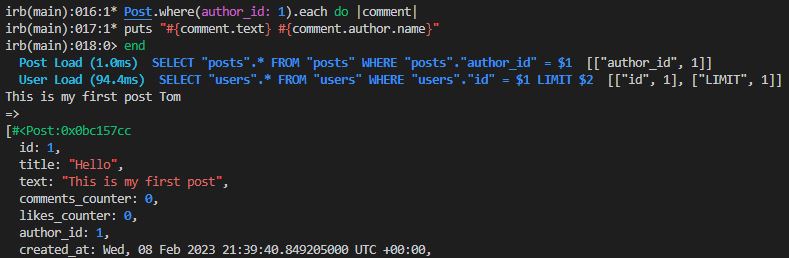 irb(main):016:1* Post.where(author_id: 1).each do |comment|
irb(main):017:1* puts "#{comment.text} #{comment.author.name}"
irb(main):018:0> end
  Post Load (1.0ms)  SELECT "posts".* FROM "posts" WHERE "posts"."author_id" = $1  [["author_id", 1]]
  User Load (94.4ms)  SELECT "users".* FROM "users" WHERE "users"."id" = $1 LIMIT $2  [["id", 1], ["LIMIT", 1]]
This is my first post Tom
=>
[#<Post:0x0bc157cc
  id: 1,
  title: "Hello",
  text: "This is my first post",
  comments_counter: 0,
  likes_counter: 0,
  author_id: 1,
  created_at: Wed, 08 Feb 2023 21:39:40.849205000 UTC +00:00,